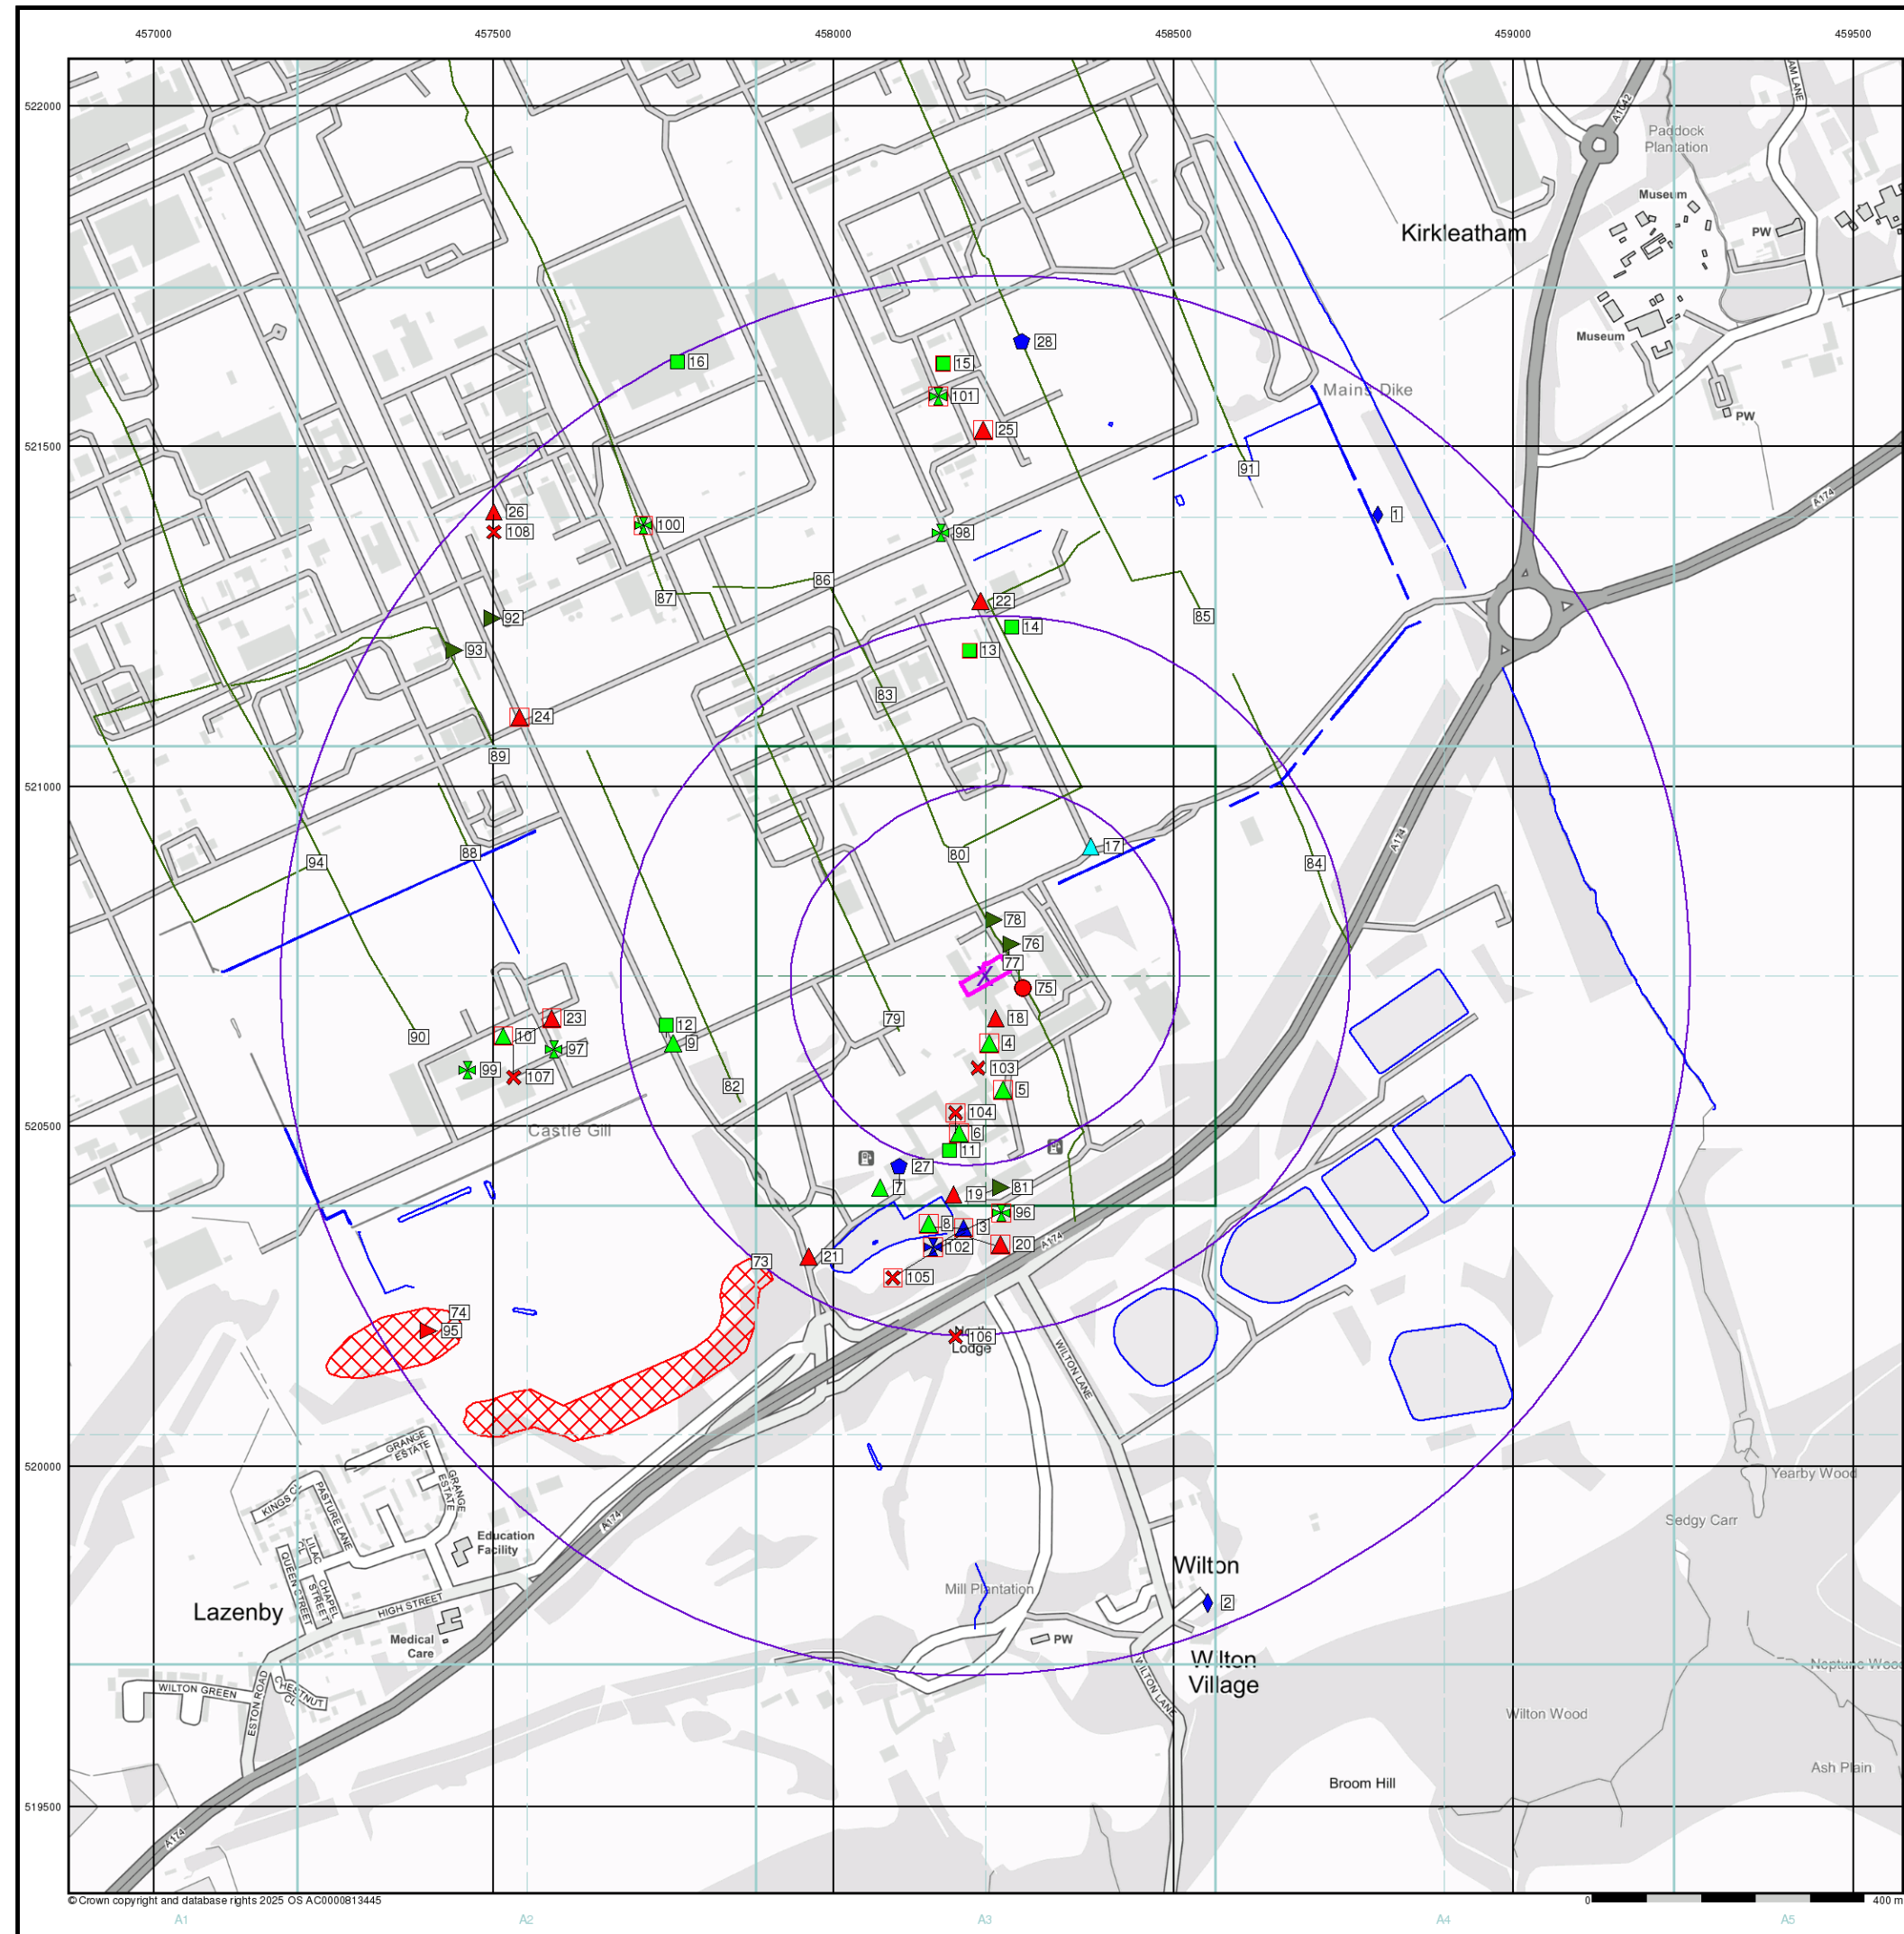 457000 457500 458000 458500 459000 459500
522000
A1042
AM LANE
Paddock
Plantation
Museum
Kirkleatham
PW
28
Museum
16
15
Mains Dike
101
PW
25
521500
91
A174
26
1
108
100
98
86
87
22
85
14
92
93
13
83
24
89
521000
94
88
80
17
84
A174
78
76
77
75
90
23
12
79
18
10
9
4
97
99
103
107
82
5
104
520500
Castle Gill
6
11
27
7
19
81
8
96
3
102
20
A174
21
73
105
74
95
106
Lodge
WILTON LANE
GRANGE
ESTATE
GRANGE
ESTATE
520000
Yearby Wood
KINGS CL
PASTURE LANE
A174
Sedgy Carr
Education
Facility
LILAC
CL
QUEEN STREET
CHAPEL
STREET
Wilton
Mill Plantation
2
HIGH STREET
Lazenby
Medical
Care
PW
Wilton
Village
Neptune Wood
WILTON GREEN
CHESTNUT
CL
ESTON ROAD
WILTON LANE
Wilton Wood
Ash Plain
Broom Hill
519500
A174
© Crown copyright and database rights 2025 OS AC0000813445
0 400 m
A1 A2 A3 A4 A5